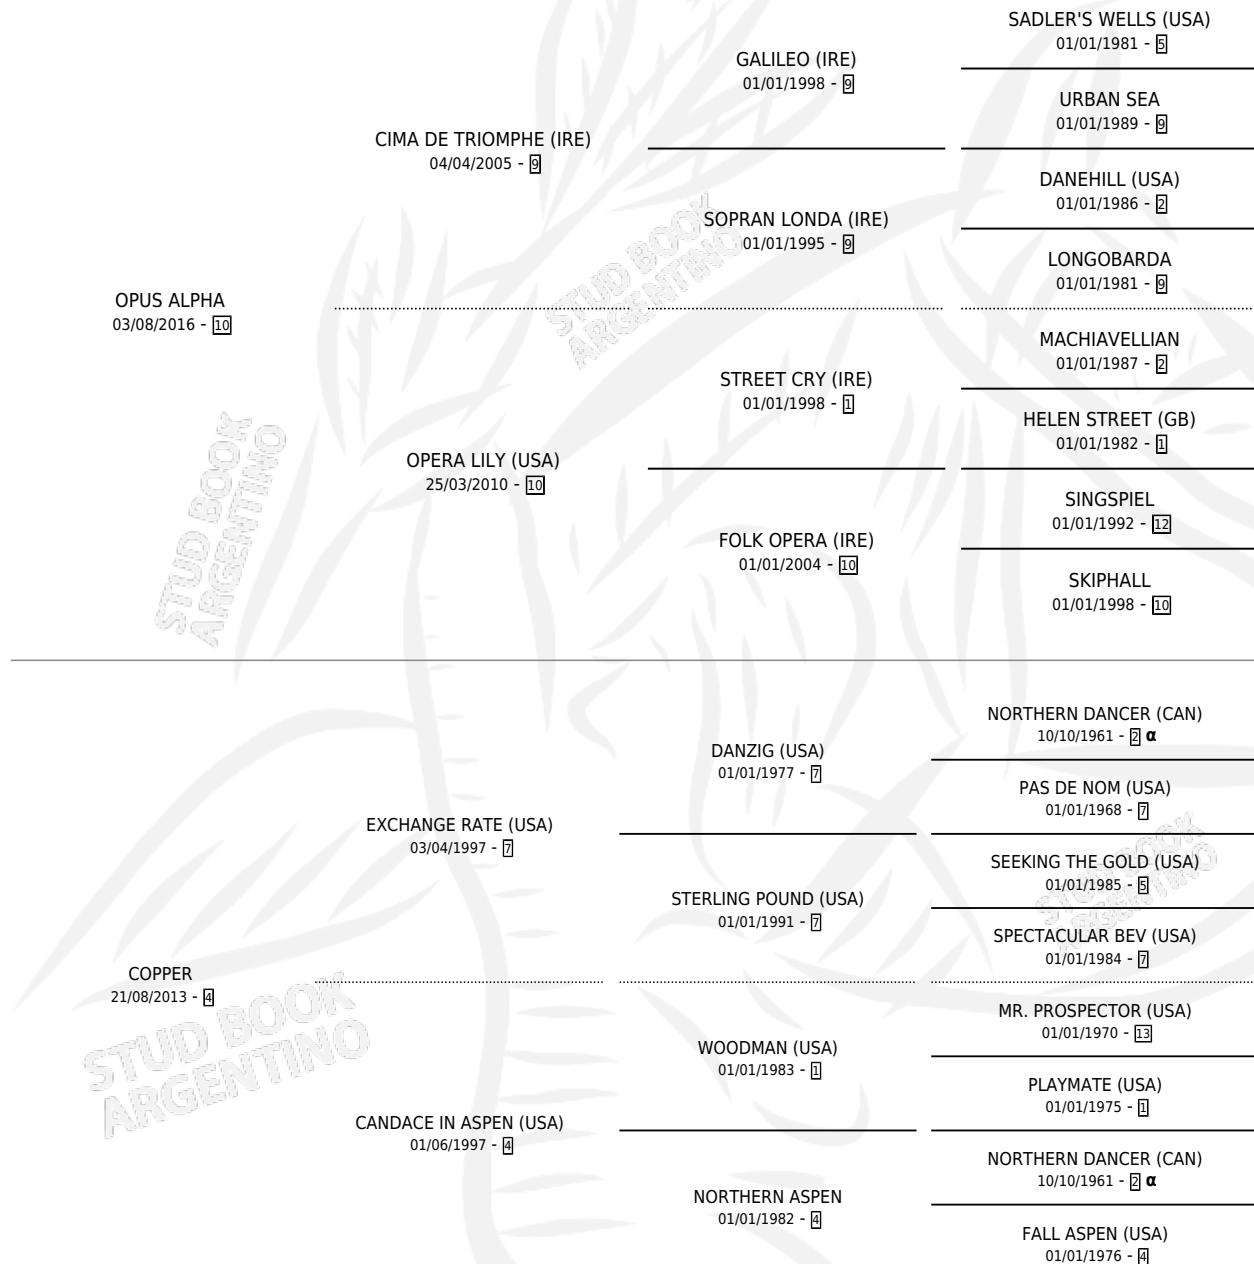 SADLER'S WELLS (USA)
01/01/1981 - 5
GALILEO (IRE)
01/01/1998 - 9
URBAN SEA
01/01/1989 - 9
CIMA DE TRIOMPHE (IRE)
04/04/2005 - 9
DANEHILL (USA)
01/01/1986 - 2
SOPRAN LONDA (IRE)
01/01/1995 - 9
LONGOBARDA
01/01/1981 - 9
STUD BOOK
ARGENTINO
OPUS ALPHA
03/08/2016 - 10
MACHIAVELLIAN
01/01/1987 - 2
STREET CRY (IRE)
01/01/1998 - 1
HELEN STREET (GB)
01/01/1982 - 1
OPERA LILY (USA)
25/03/2010 - 10
SINGSPIEL
01/01/1992 - 12
FOLK OPERA (IRE)
01/01/2004 - 10
SKIPHALL
01/01/1998 - 10
STUD BOOK
ARGENTINO
NORTHERN DANCER (CAN)
10/10/1961 - 2 α
DANZIG (USA)
01/01/1977 - 7
PAS DE NOM (USA)
01/01/1968 - 7
EXCHANGE RATE (USA)
03/04/1997 - 7
SEEKING THE GOLD (USA)
01/01/1985 - 5
STERLING POUND (USA)
01/01/1991 - 7
SPECTACULAR BEV (USA)
01/01/1984 - 7
STUD BOOK
ARGENTINO
COPPER
21/08/2013 - 4
MR. PROSPECTOR (USA)
01/01/1970 - 13
WOODMAN (USA)
01/01/1983 - 1
PLAYMATE (USA)
01/01/1975 - 1
STUD BOOK
ARGENTINO
CANDACE IN ASPEN (USA)
01/06/1997 - 4
NORTHERN DANCER (CAN)
10/10/1961 - 2 α
NORTHERN ASPEN
01/01/1982 - 4
FALL ASPEN (USA)
01/01/1976 - 4